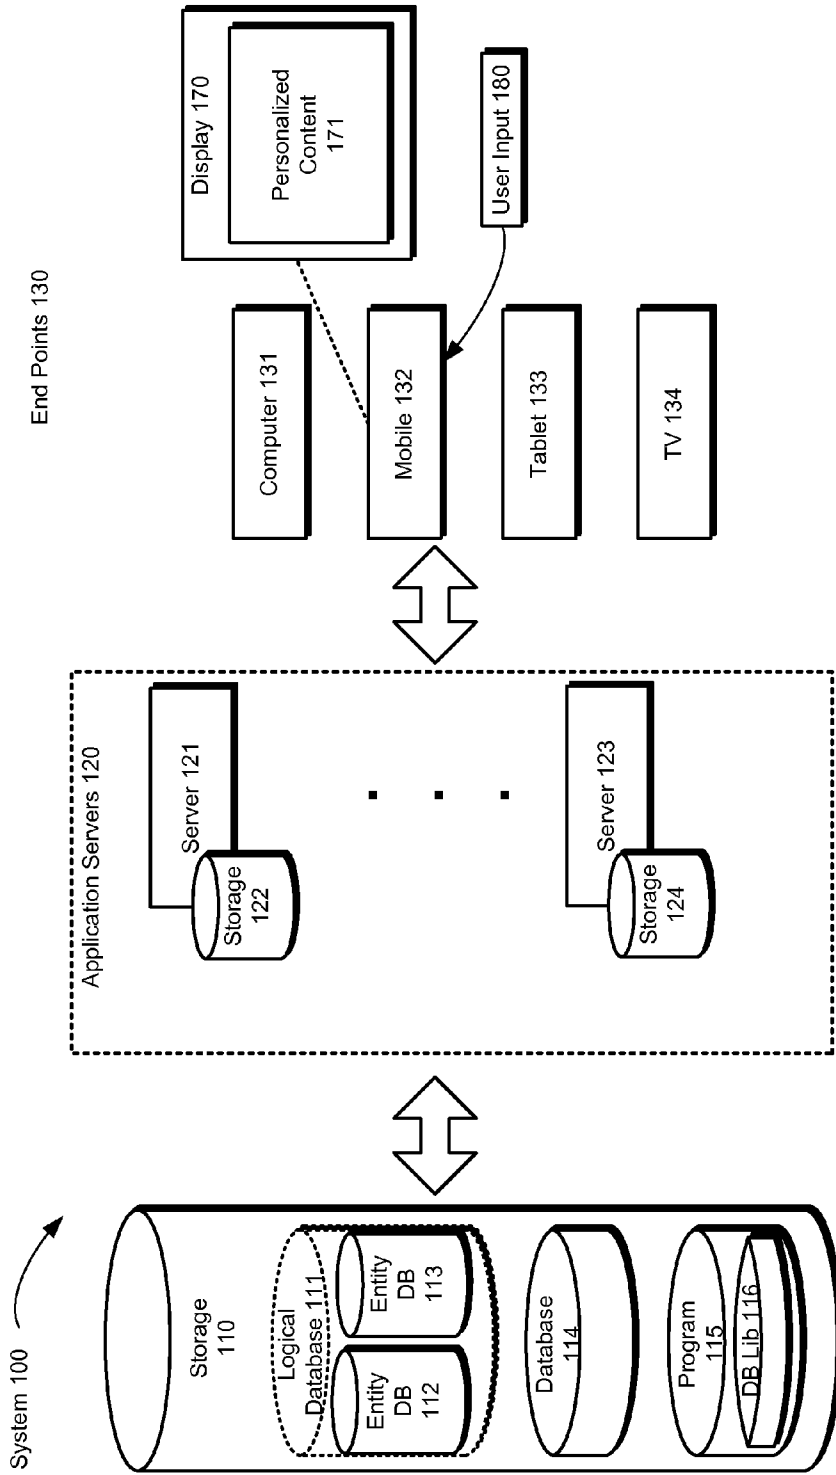 System 100
Storage
110
Logical
Database 111
Entity
DB
112
Entity
DB
113
Database
114
Program
115
DB Lib 116
Application Servers 120
Server 121
Storage
122
Server 123
Storage
124
End Points 130
Computer 131
Mobile 132
Tablet 133
TV 134
Display 170
Personalized
Content
171
User Input 180